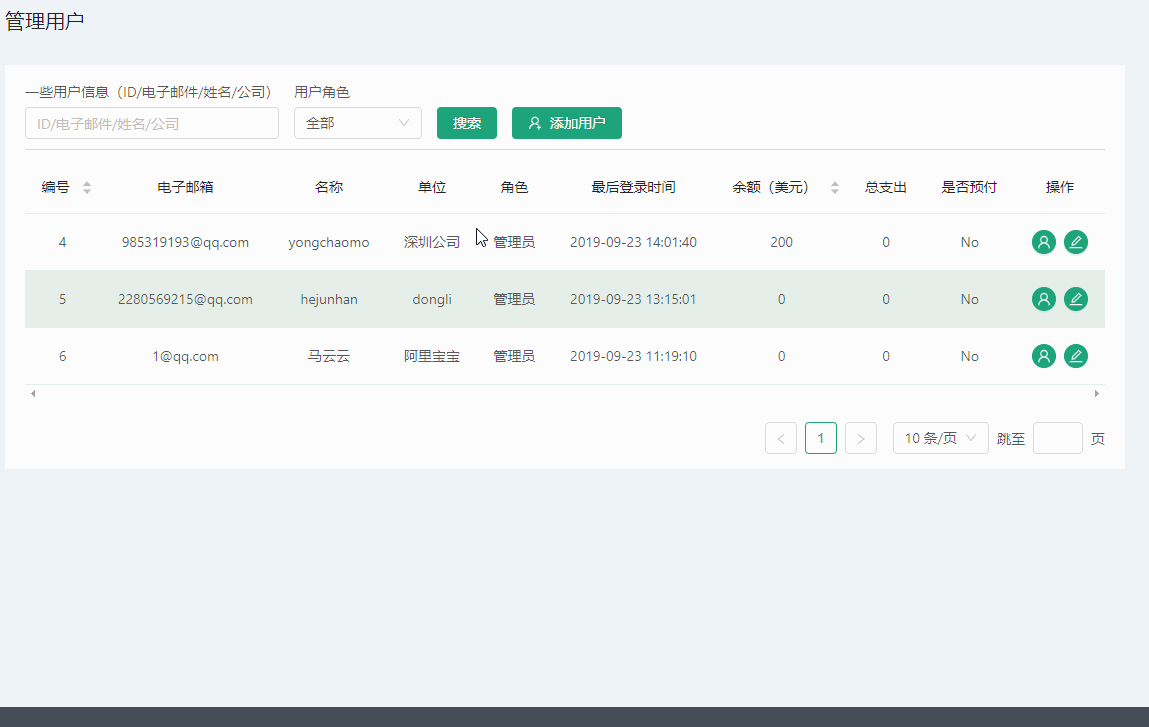 管理用户
一些用户信息（ID/电子邮件/姓名/公司） 用户角色
ID/电子邮件/姓名/公司 全部 搜索 添加用户
编号 电子邮箱 名称 单位 角色 最后登录时间 余额（美元） 总支出 是否预付 操作
4 985319193@qq.com yongchaomo 深圳公司 管理员 2019-09-23 14:01:40 200 0 No
5 2280569215@qq.com hejunhan dongli 管理员 2019-09-23 13:15:01 0 0 No
6 1@qq.com 马云云 阿里宝宝 管理员 2019-09-23 11:19:10 0 0 No
1 10 条/页 跳至 页